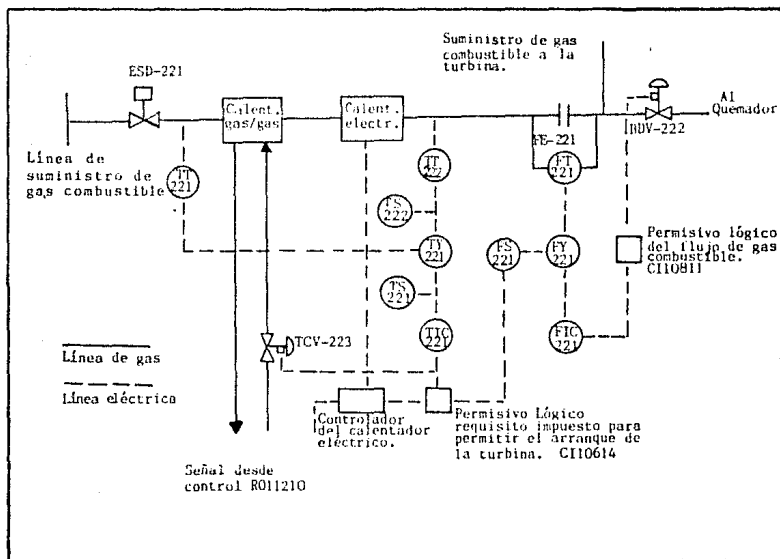 Suministro de gas
combustible a la
turbina.
ESD-221
Calent.
gas/gas
Calent.
electr.
FE-221
BDV-222
Al
Quemador
Línea de
suministro de
gas combustible
TT
221
TT
222
FT
221
FS
222
TY
221
FS
221
FY
221
Permisivo lógico
del flujo de gas
combustible.
CI10811
TS
221
TIC
221
FIC
221
TCV-223
Línea de gas
Línea eléctrica
Controlador
del calentador
eléctrico.
Permisivo Lógico
requisito impuesto para
permitir el arranque de
la turbina. CI10614
Señal desde
control R011210